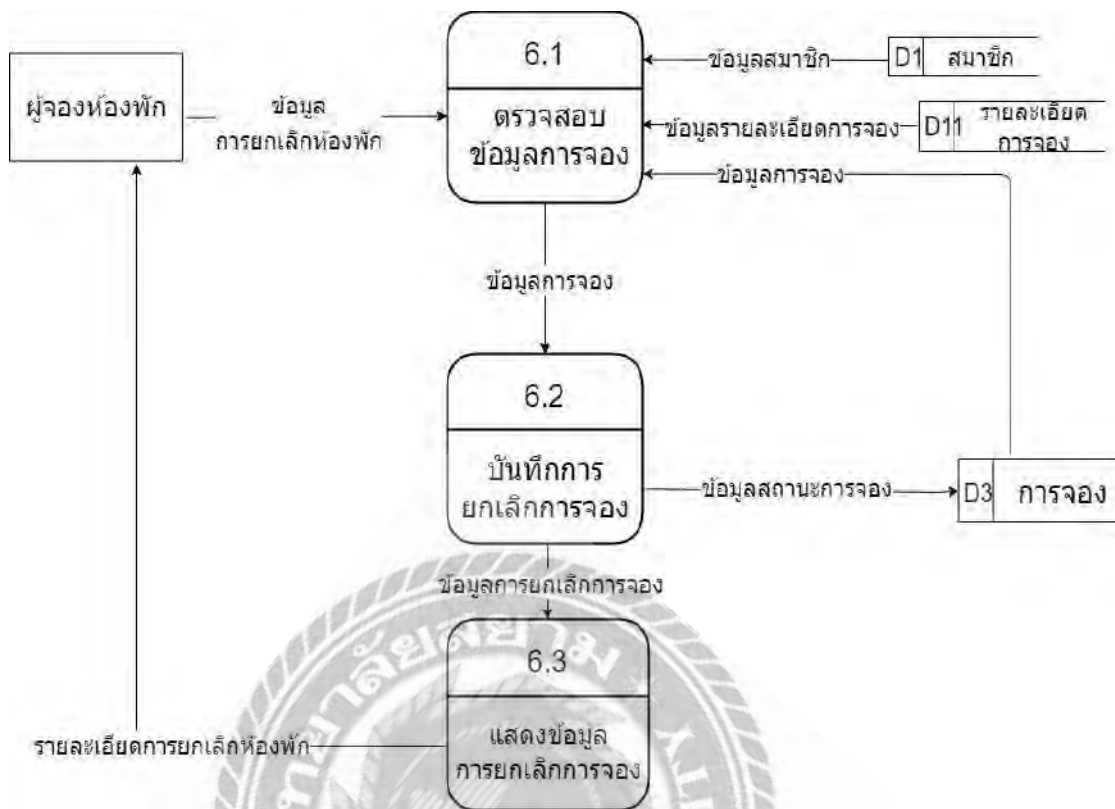 6.1
ตรวจสอบ
ข้อมูลการจอง
ผู้จองห้องพัก
ข้อมูล
การยกเลิกห้องพัก
ข้อมูลสมาชิก
D1 สมาชิก
ข้อมูลรายละเอียดการจอง
D11 รายละเอียด
การจอง
ข้อมูลการจอง
ข้อมูลการจอง
6.2
บันทึกการ
ยกเลิกการจอง
ข้อมูลสถานะการจอง
D3 การจอง
ข้อมูลการยกเลิกการจอง
6.3
แสดงข้อมูล
การยกเลิกการจอง
รายละเอียดการยกเลิกห้องพัก